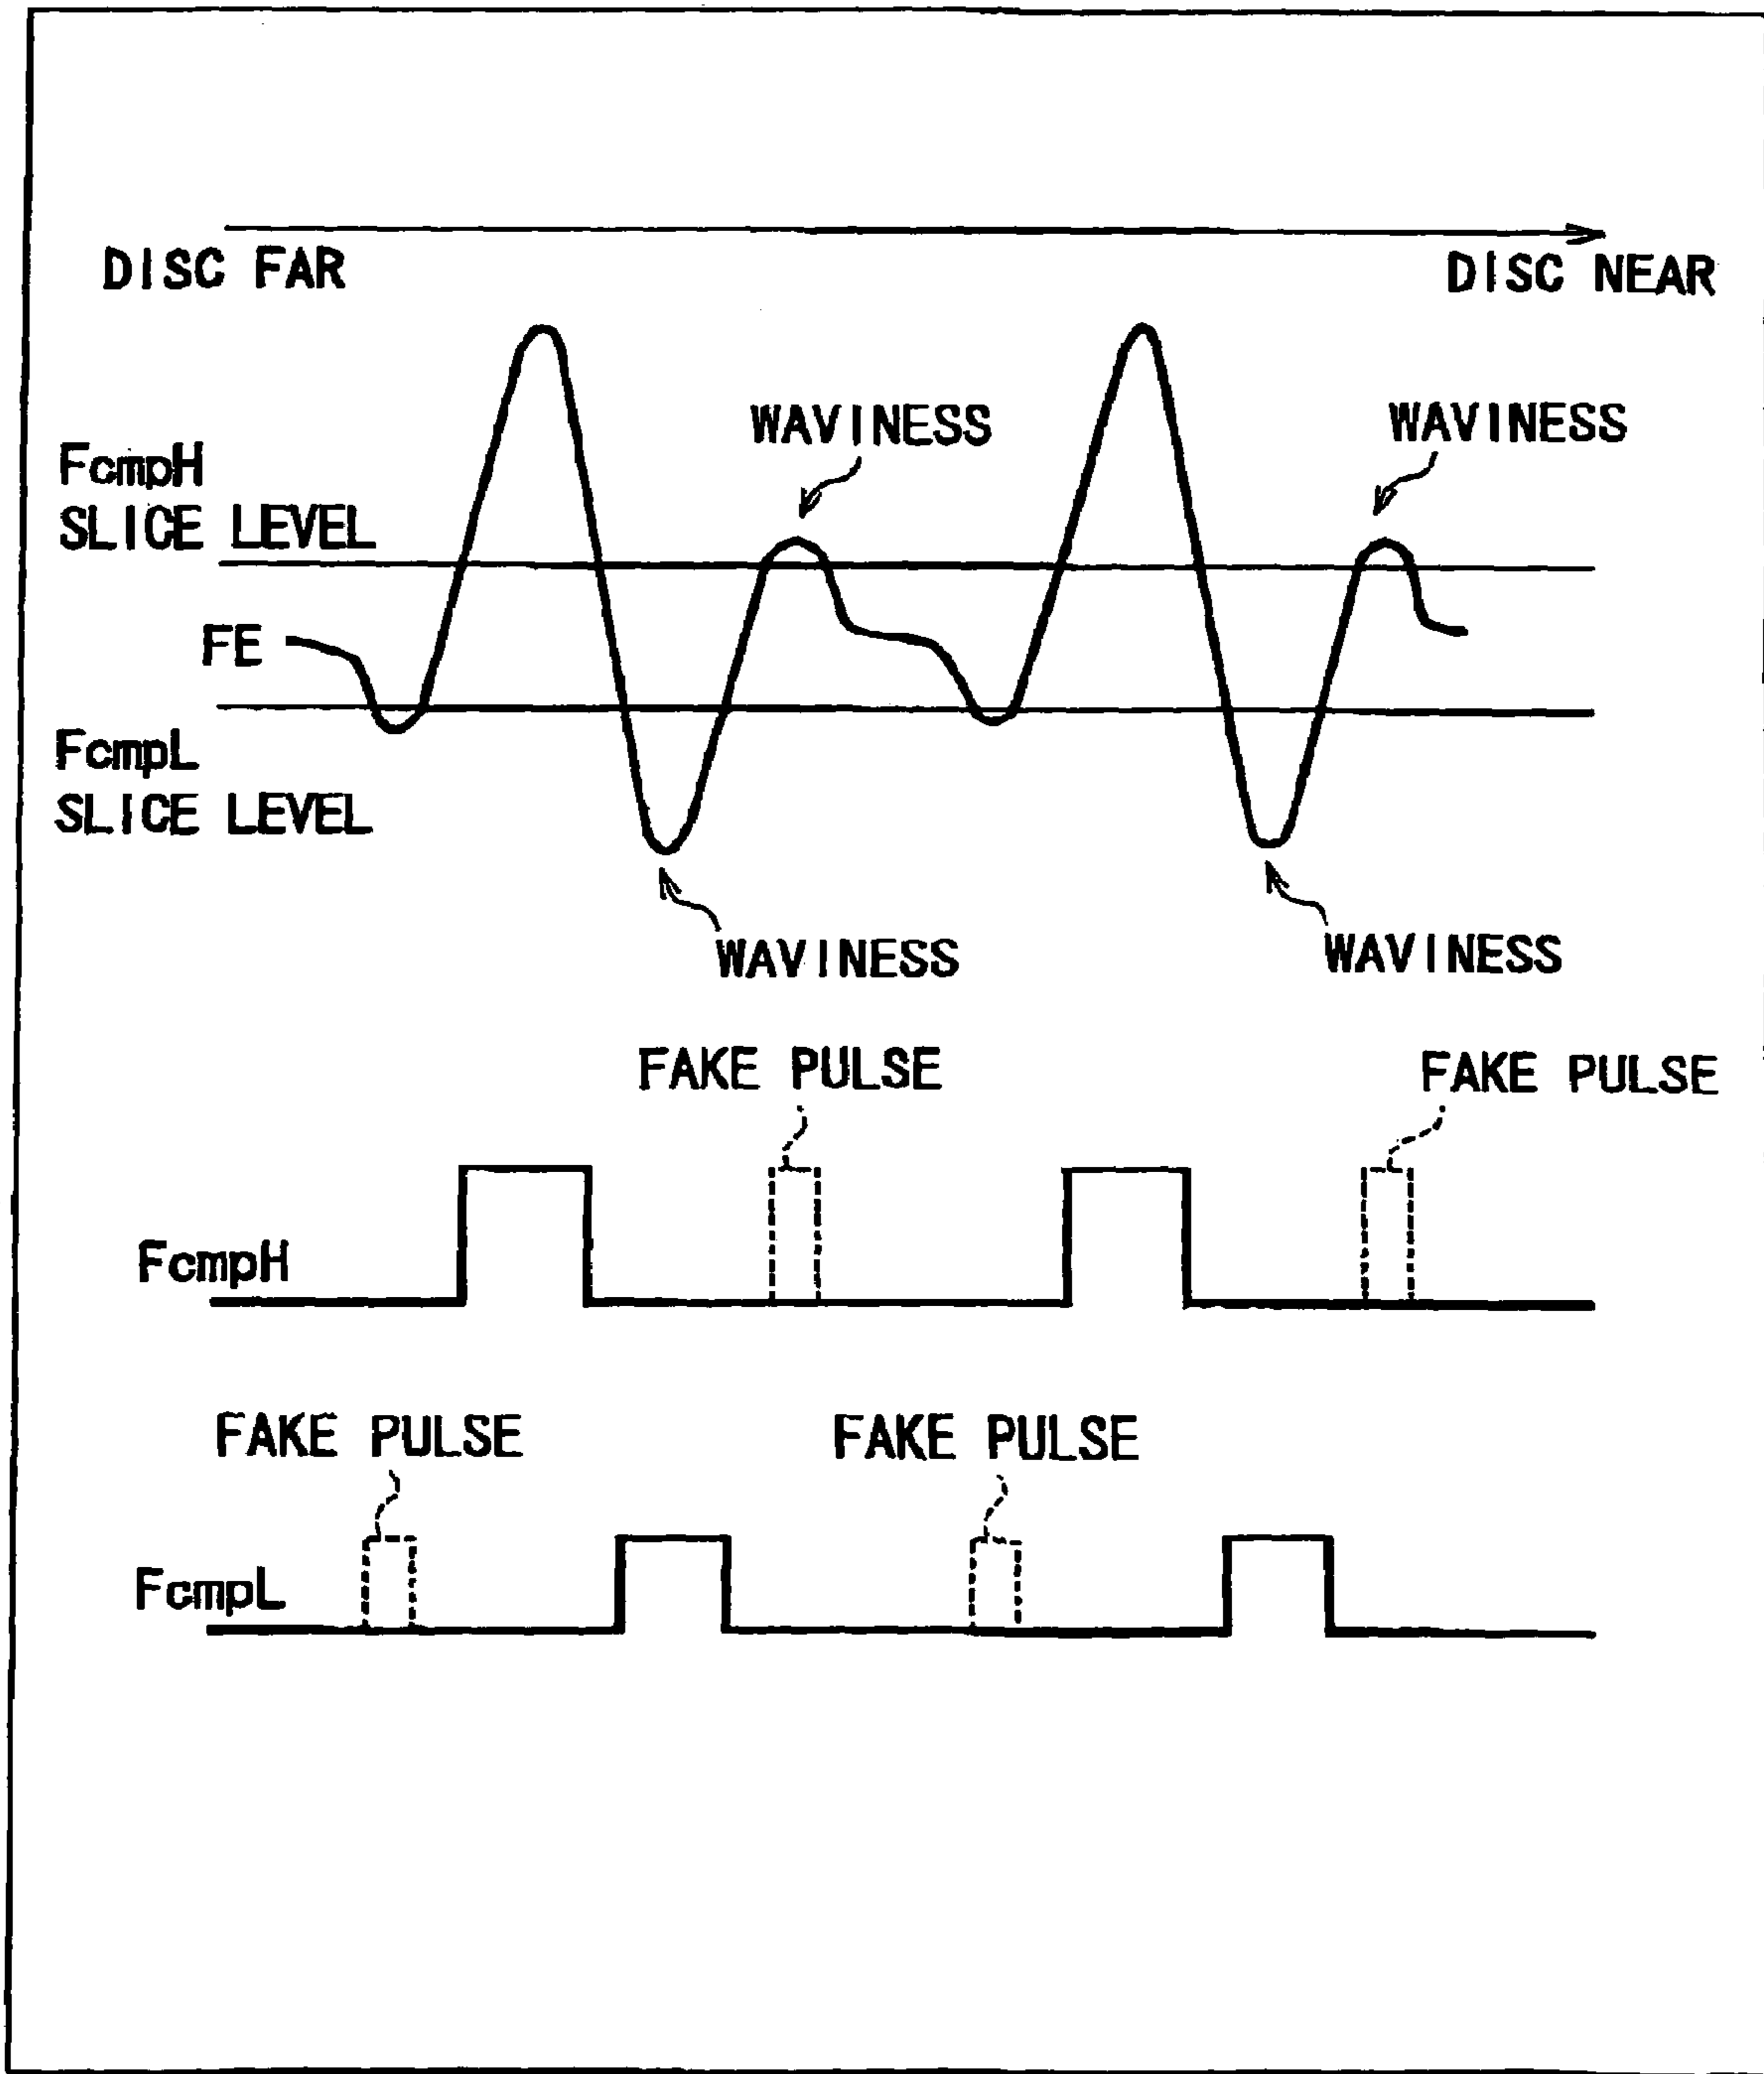 DISC FAR
DISC NEAR
WAVINESS
WAVINESS
FcmpH
SLICE LEVEL
FE
FcmpL
SLICE LEVEL
WAVINESS
WAVINESS
FAKE PULSE
FAKE PULSE
FcmpH
FAKE PULSE
FAKE PULSE
FcmpL